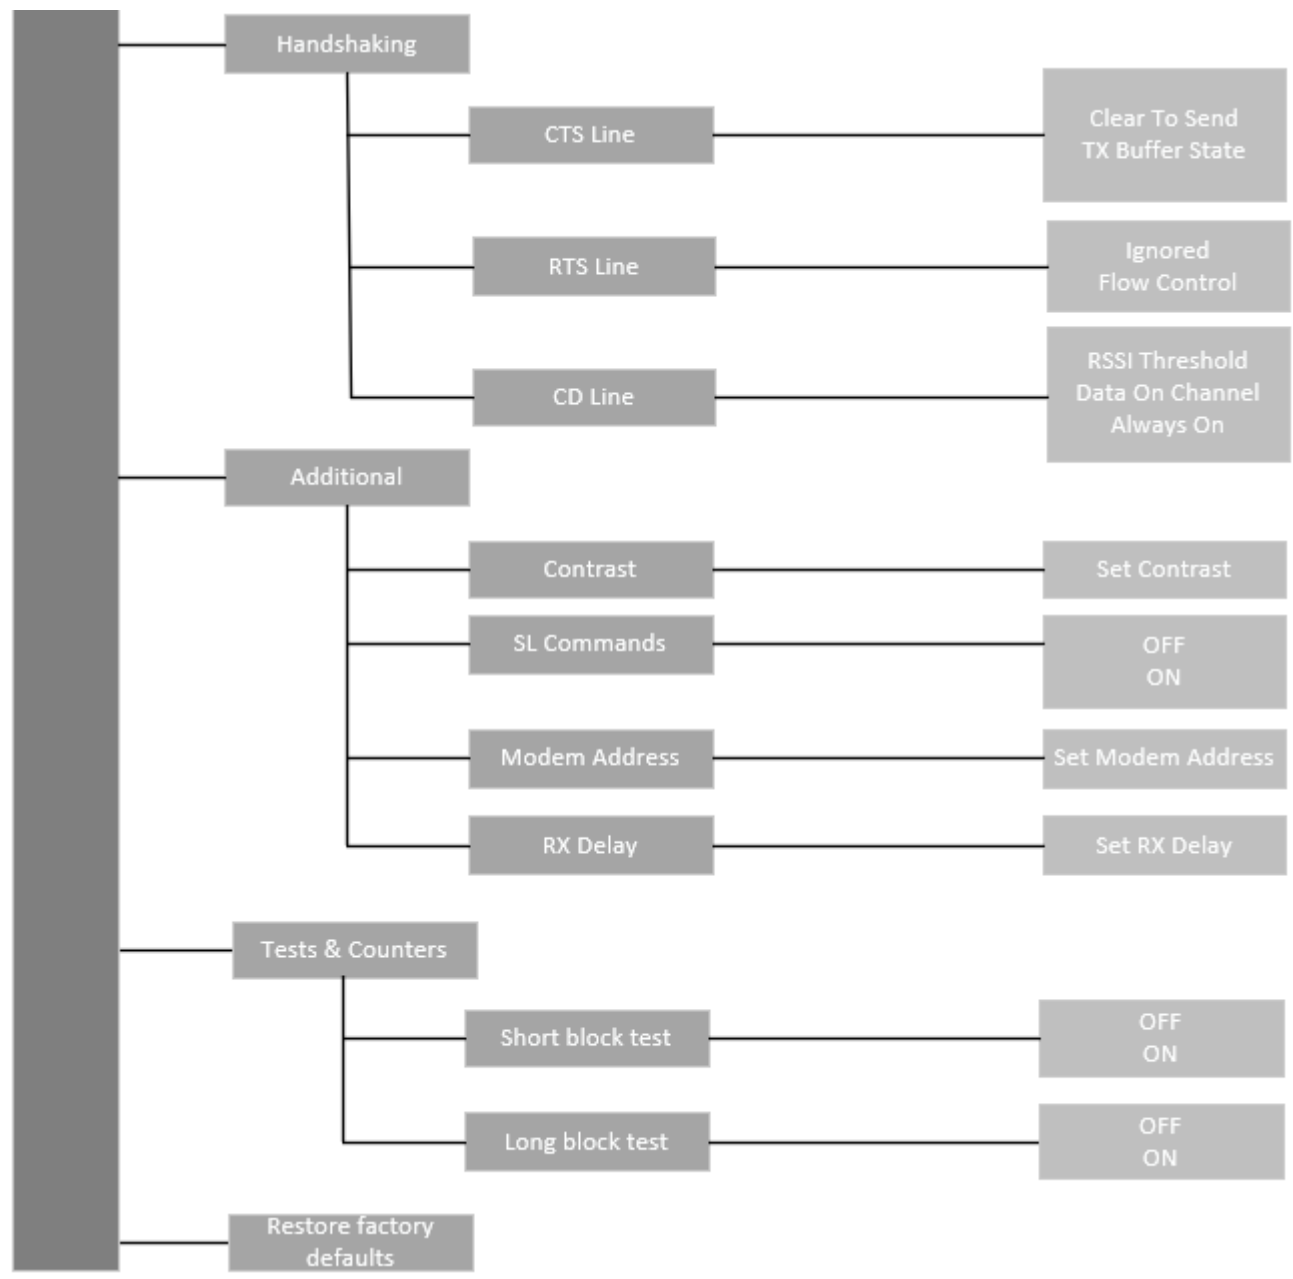 Handshaking
CTS Line
Clear To Send
TX Buffer State
RTS Line
Ignored
Flow Control
CD Line
RSSI Threshold
Data On Channel
Always On
Additional
Contrast
Set Contrast
SL Commands
OFF
ON
Modem Address
Set Modem Address
RX Delay
Set RX Delay
Tests & Counters
Short block test
OFF
ON
Long block test
OFF
ON
Restore factory
defaults